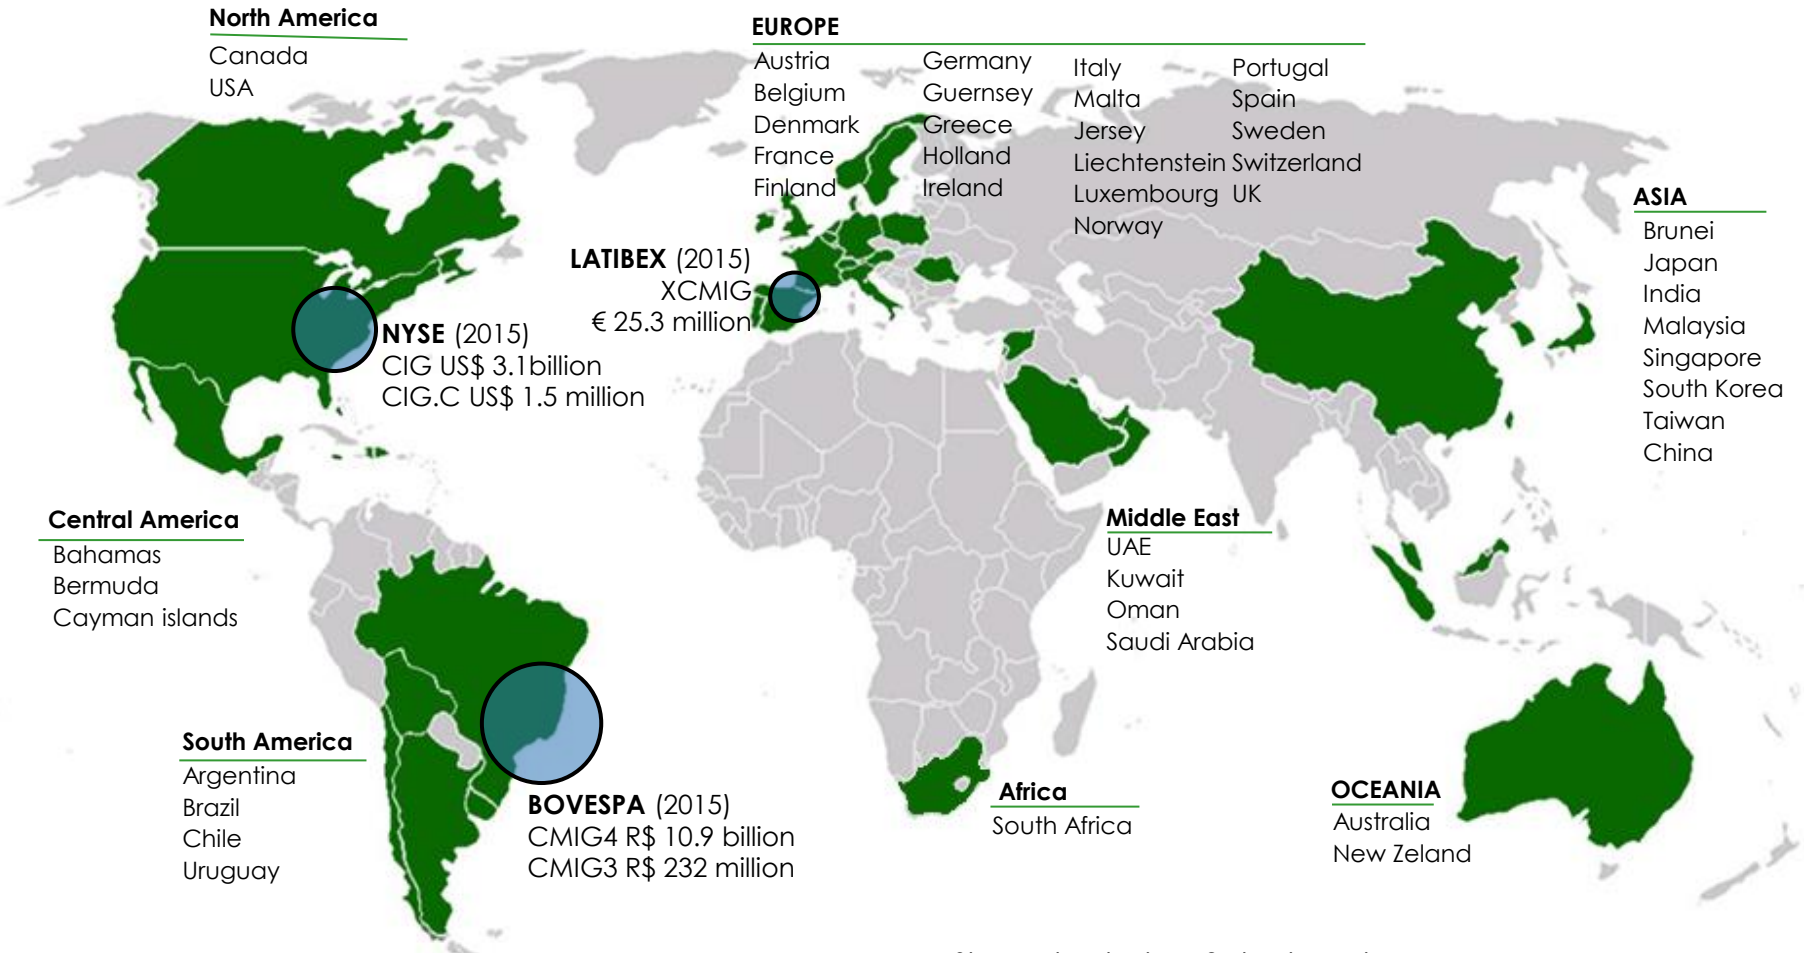 North America
Canada
USA
EUROPE
Austria
Belgium
Denmark
France
Finland
Germany
Guernsey
Greece
Holland
Ireland
Italy
Malta
Jersey
Liechtenstein
Luxembourg
Norway
Portugal
Spain
Sweden
Switzerland
UK
ASIA
Brunei
Japan
India
Malaysia
Singapore
South Korea
Taiwan
China
LATIBEX (2015)
XCMIG
€ 25.3 million
NYSE (2015)
CIG US$ 3.1billion
CIG.C US$ 1.5 million
Central America
Bahamas
Bermuda
Cayman islands
Middle East
UAE
Kuwait
Oman
Saudi Arabia
South America
Argentina
Brazil
Chile
Uruguay
BOVESPA (2015)
CMIG4 R$ 10.9 billion
CMIG3 R$ 232 million
Africa
South Africa
OCEANIA
Australia
New Zeland